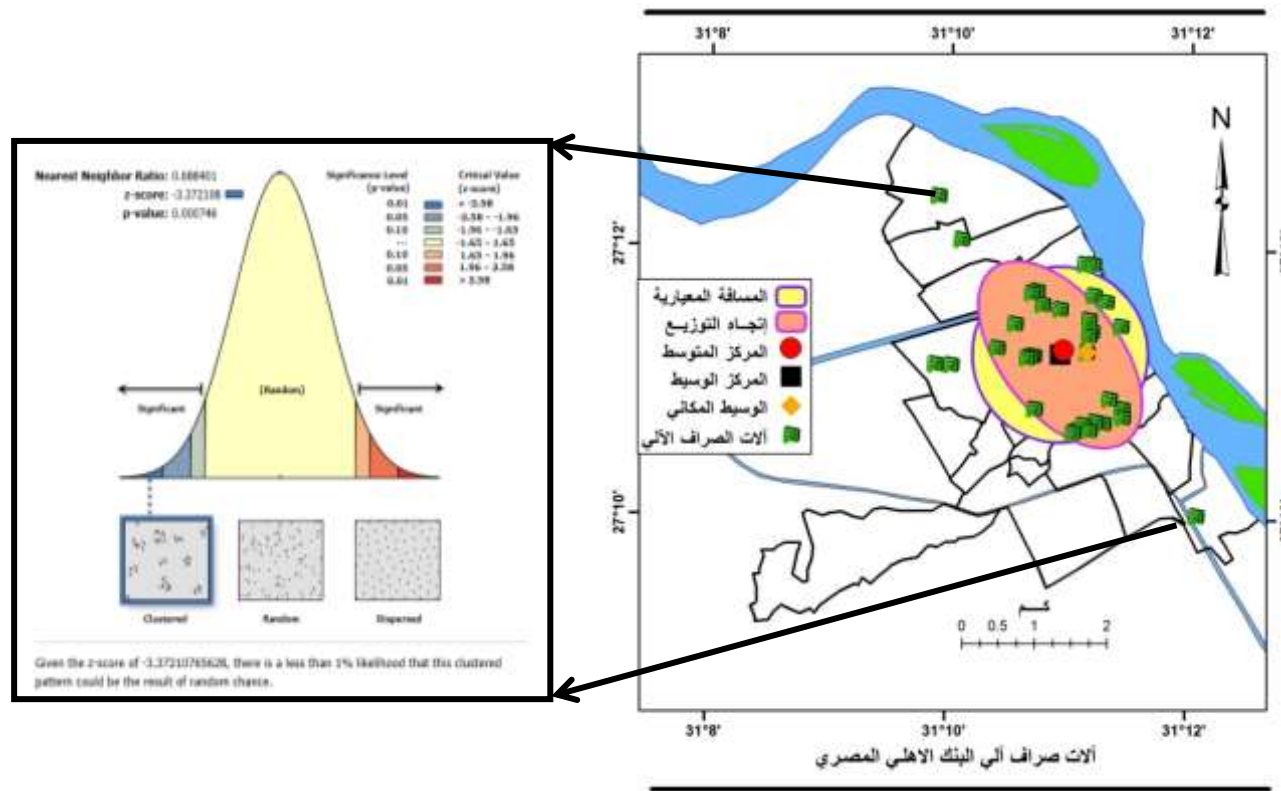 Nearest Neighbor Ratio: 0.688401
z-score: -3.372108
p-value: 0.000746
Significance Level
(p-value)
Critical Value
(z-score)
0.01
0.05
0.10
---
0.10
0.05
0.01
< -2.58
-2.58 - -1.96
-1.96 - -1.65
-1.65 - 1.65
1.65 - 1.96
1.96 - 2.58
> 2.58
(Random)
Significant
Significant
Clustered
Random
Dispersed
Given the z-score of -3.37210765628, there is a less than 1% likelihood that this clustered
pattern could be the result of random chance.
31°8'
31°10'
31°12'
N
27°12'
27°10'
المسافة المعيارية
إتجاه التوزيع
المركز المتوسط
المركز الوسيط
الوسيط المكاني
آلات الصراف الآلي
كم
0 0.5 1 2
31°8'
31°10'
31°12'
ألات صراف ألي البنك الاهلي المصري